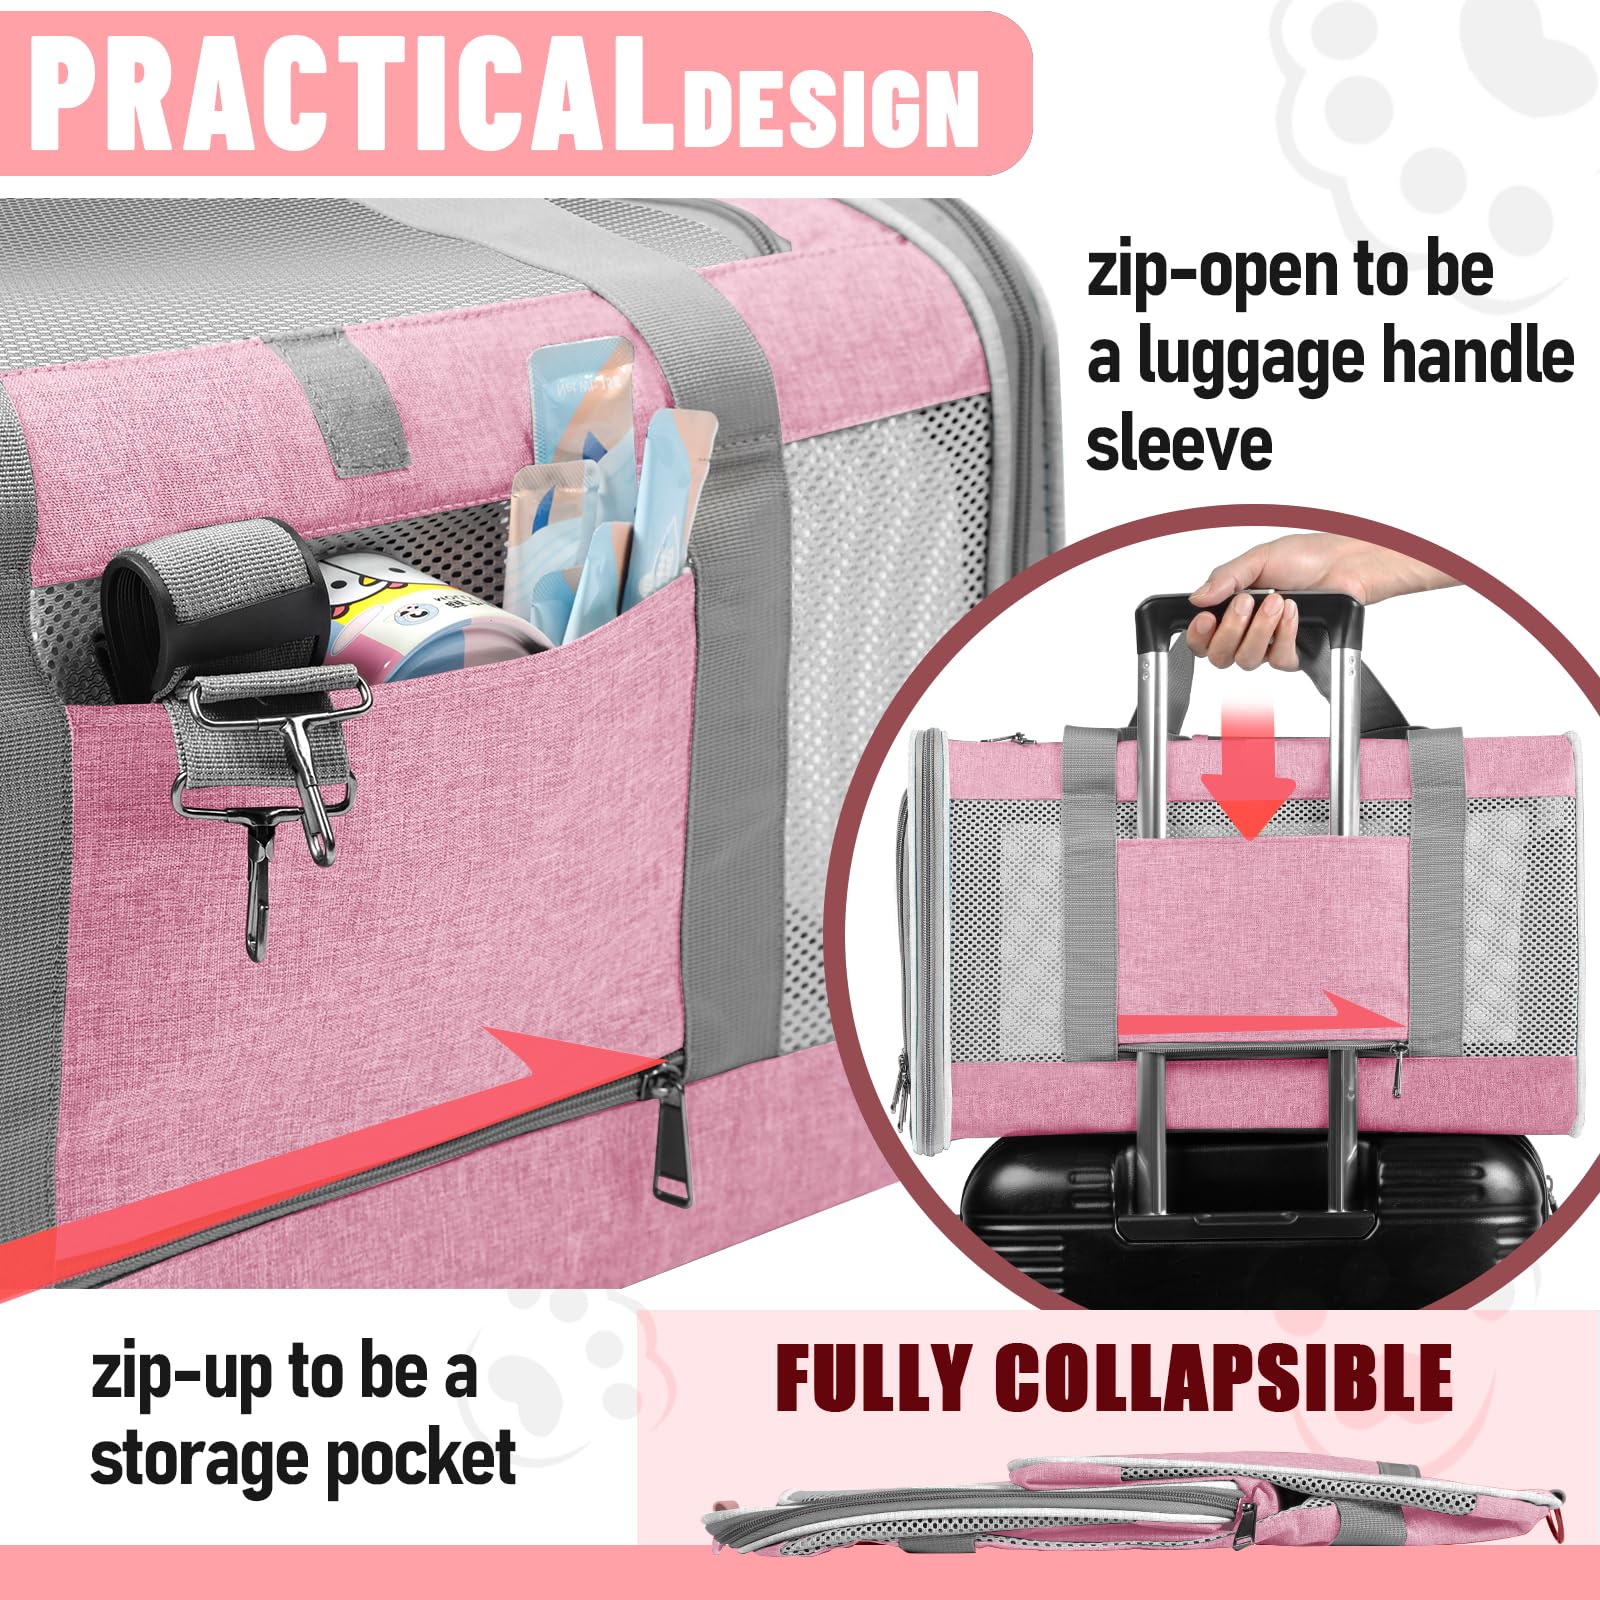 PRACTICAL DESIGN
zip-open to be
a luggage handle
sleeve
zip-up to be a
storage pocket
FULLY COLLAPSIBLE